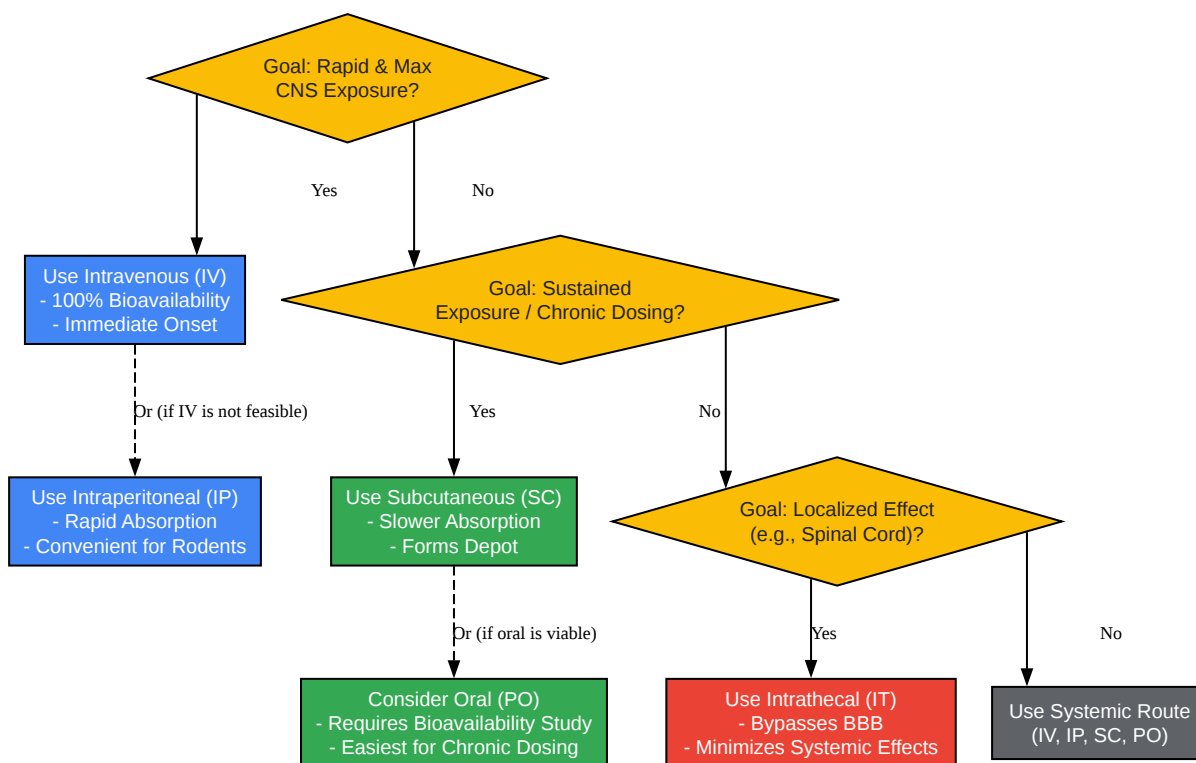 Goal: Rapid & Max
CNS Exposure?
Yes
No
Use Intravenous (IV)
- 100% Bioavailability
- Immediate Onset
Goal: Sustained
Exposure / Chronic Dosing?
Or (if IV is not feasible)
Yes
No
Use Intraperitoneal (IP)
- Rapid Absorption
- Convenient for Rodents
Use Subcutaneous (SC)
- Slower Absorption
- Forms Depot
Goal: Localized Effect
(e.g., Spinal Cord)?
Or (if oral is viable)
Yes
No
Consider Oral (PO)
- Requires Bioavailability Study
- Easiest for Chronic Dosing
Use Intrathecal (IT)
- Bypasses BBB
- Minimizes Systemic Effects
Use Systemic Route
(IV, IP, SC, PO)